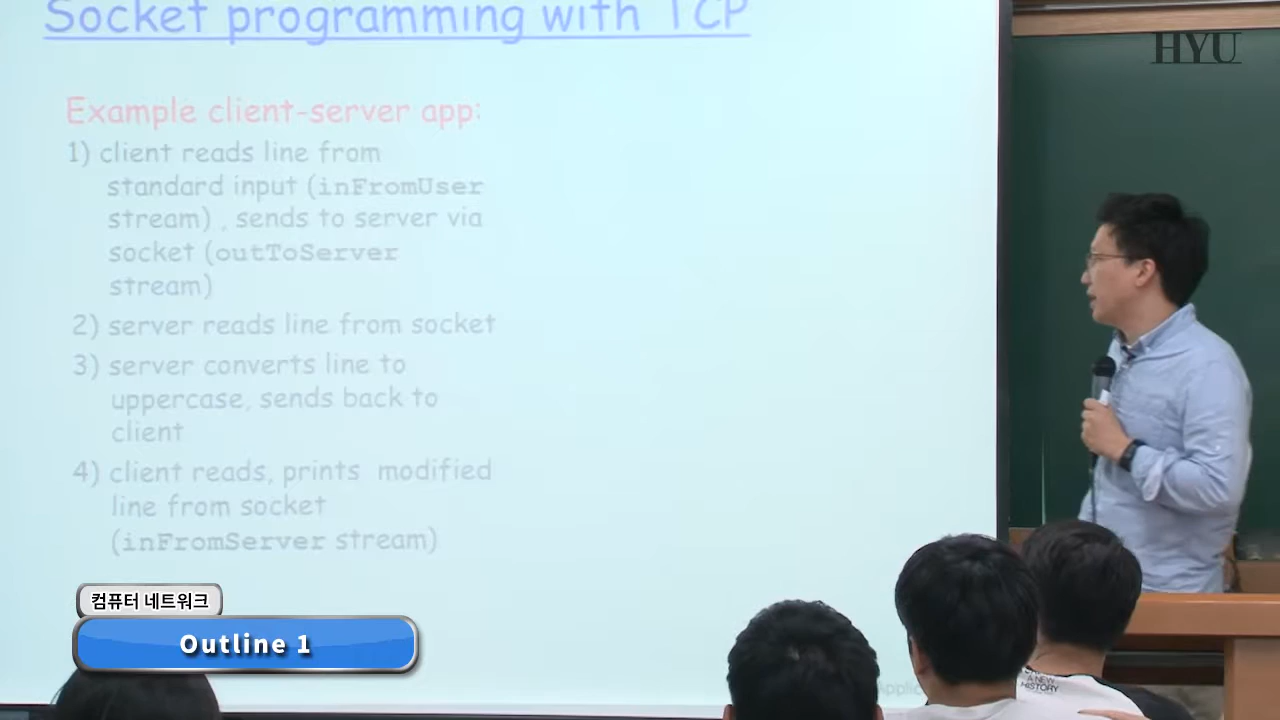 Socket programming with TCP
HYU
Example client-server app:
1) client reads line from
standard input (inFromUser
stream) , sends to server via
socket (outToServer
stream)
2) server reads line from socket
3) server converts line to
uppercase, sends back to
client
4) client reads, prints modified
line from socket
(inFromServer stream)
컴퓨터 네트워크
Outline 1
A NEW
HISTORY